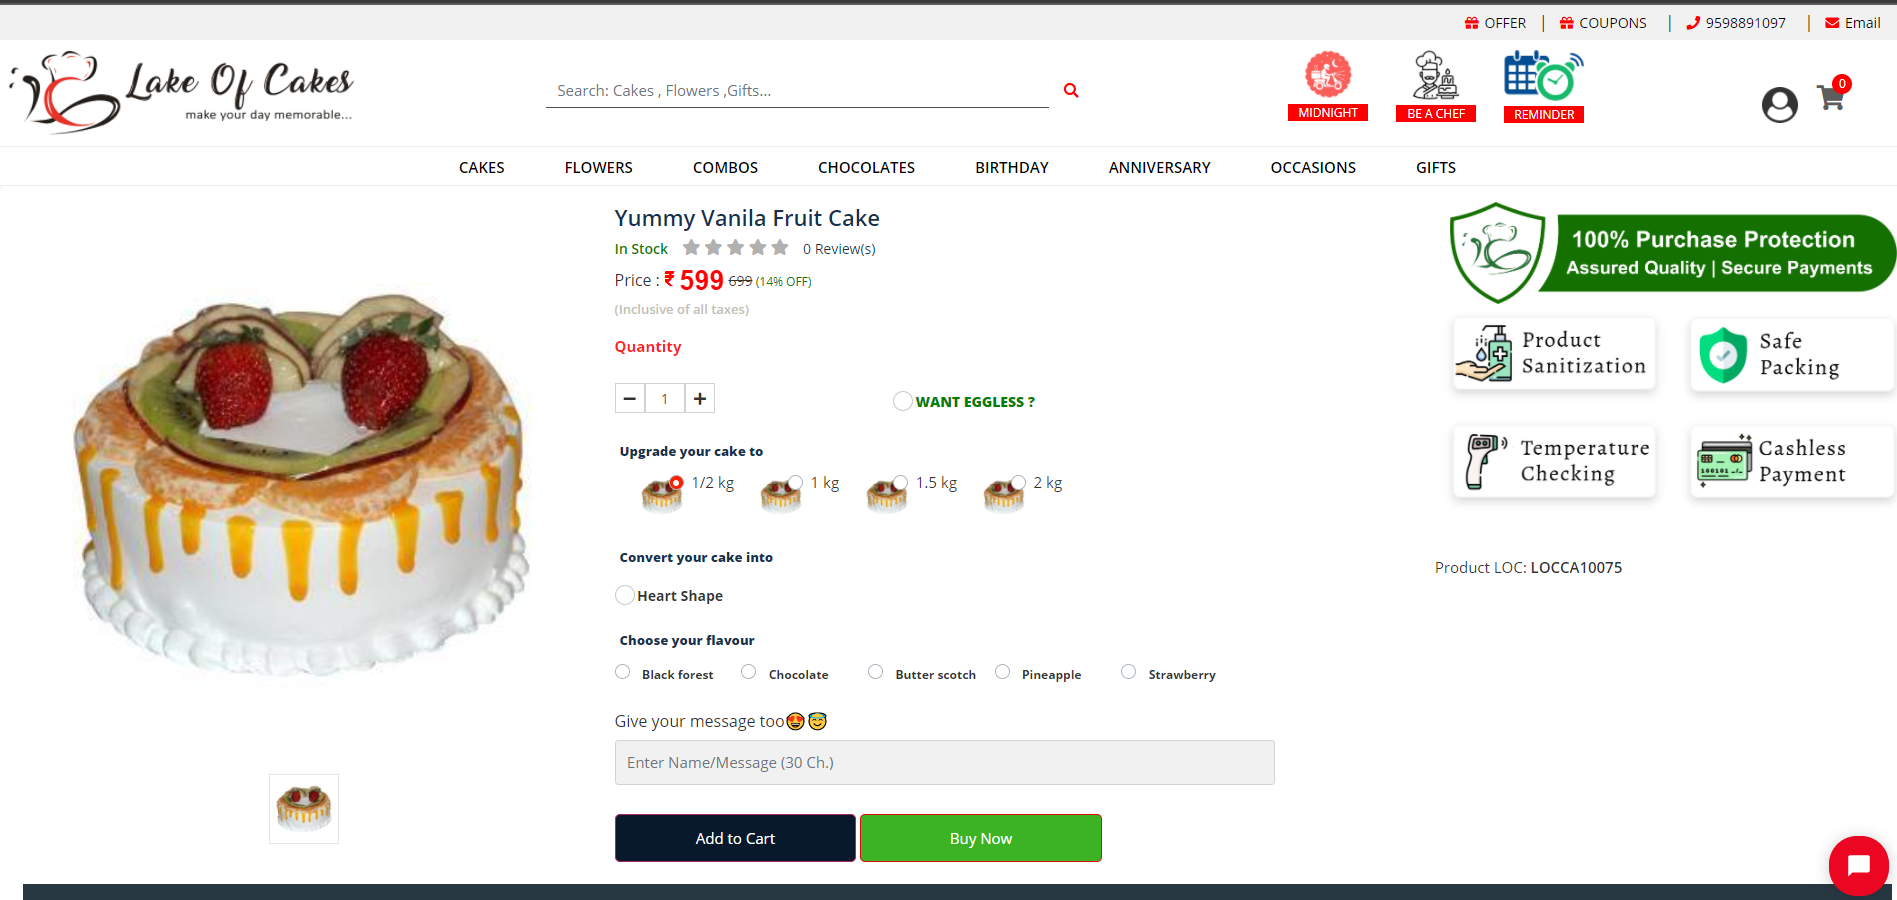 OFFER | COUPONS | 9598891097 | Email
Lake Of Cakes
make your day memorable...
Search: Cakes , Flowers ,Gifts...
MIDNIGHT
BE A CHEF
REMINDER
0
CAKES FLOWERS COMBOS CHOCOLATES BIRTHDAY ANNIVERSARY OCCASIONS GIFTS
Yummy Vanila Fruit Cake
In Stock 0 Review(s)
Price : ₹ 599 699 (14% OFF)
(Inclusive of all taxes)
Quantity
1
WANT EGGLESS ?
Upgrade your cake to
1/2 kg 1 kg 1.5 kg 2 kg
Convert your cake into
Heart Shape
Choose your flavour
Black forest Chocolate Butter scotch Pineapple Strawberry
Give your message too😍😇
Enter Name/Message (30 Ch.)
Add to Cart Buy Now
100% Purchase Protection
Assured Quality | Secure Payments
Product
Sanitization
Safe
Packing
Temperature
Checking
Cashless
Payment
Product LOC: LOCCA10075